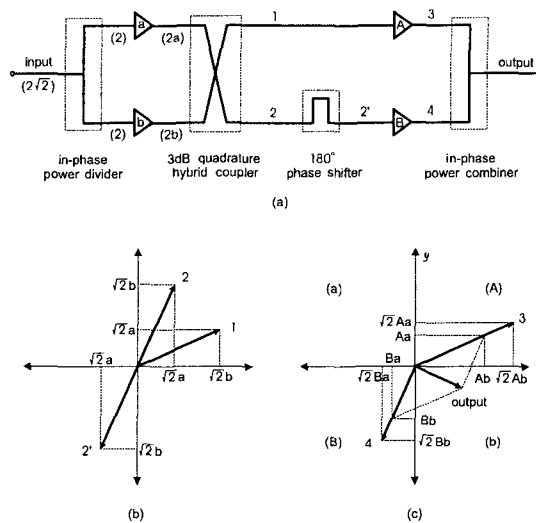 1
3
a
A
input
(2)
(2a)
output
(2√2)
(2)
(2b)
2
2'
4
b
B
in-phase
power divider
3dB quadrature
hybrid coupler
180°
phase shifter
in-phase
power combiner
(a)
y
2
√2 b
(a)
(A)
√2 a
1
√2 Aa
3
Aa
√2 a
Ba
√2 a
√2 b
√2 Ba
Ab
√2 Ab
output
Bb
2'
√2 b
(B)
4
√2 Bb
(b)
(b)
(c)